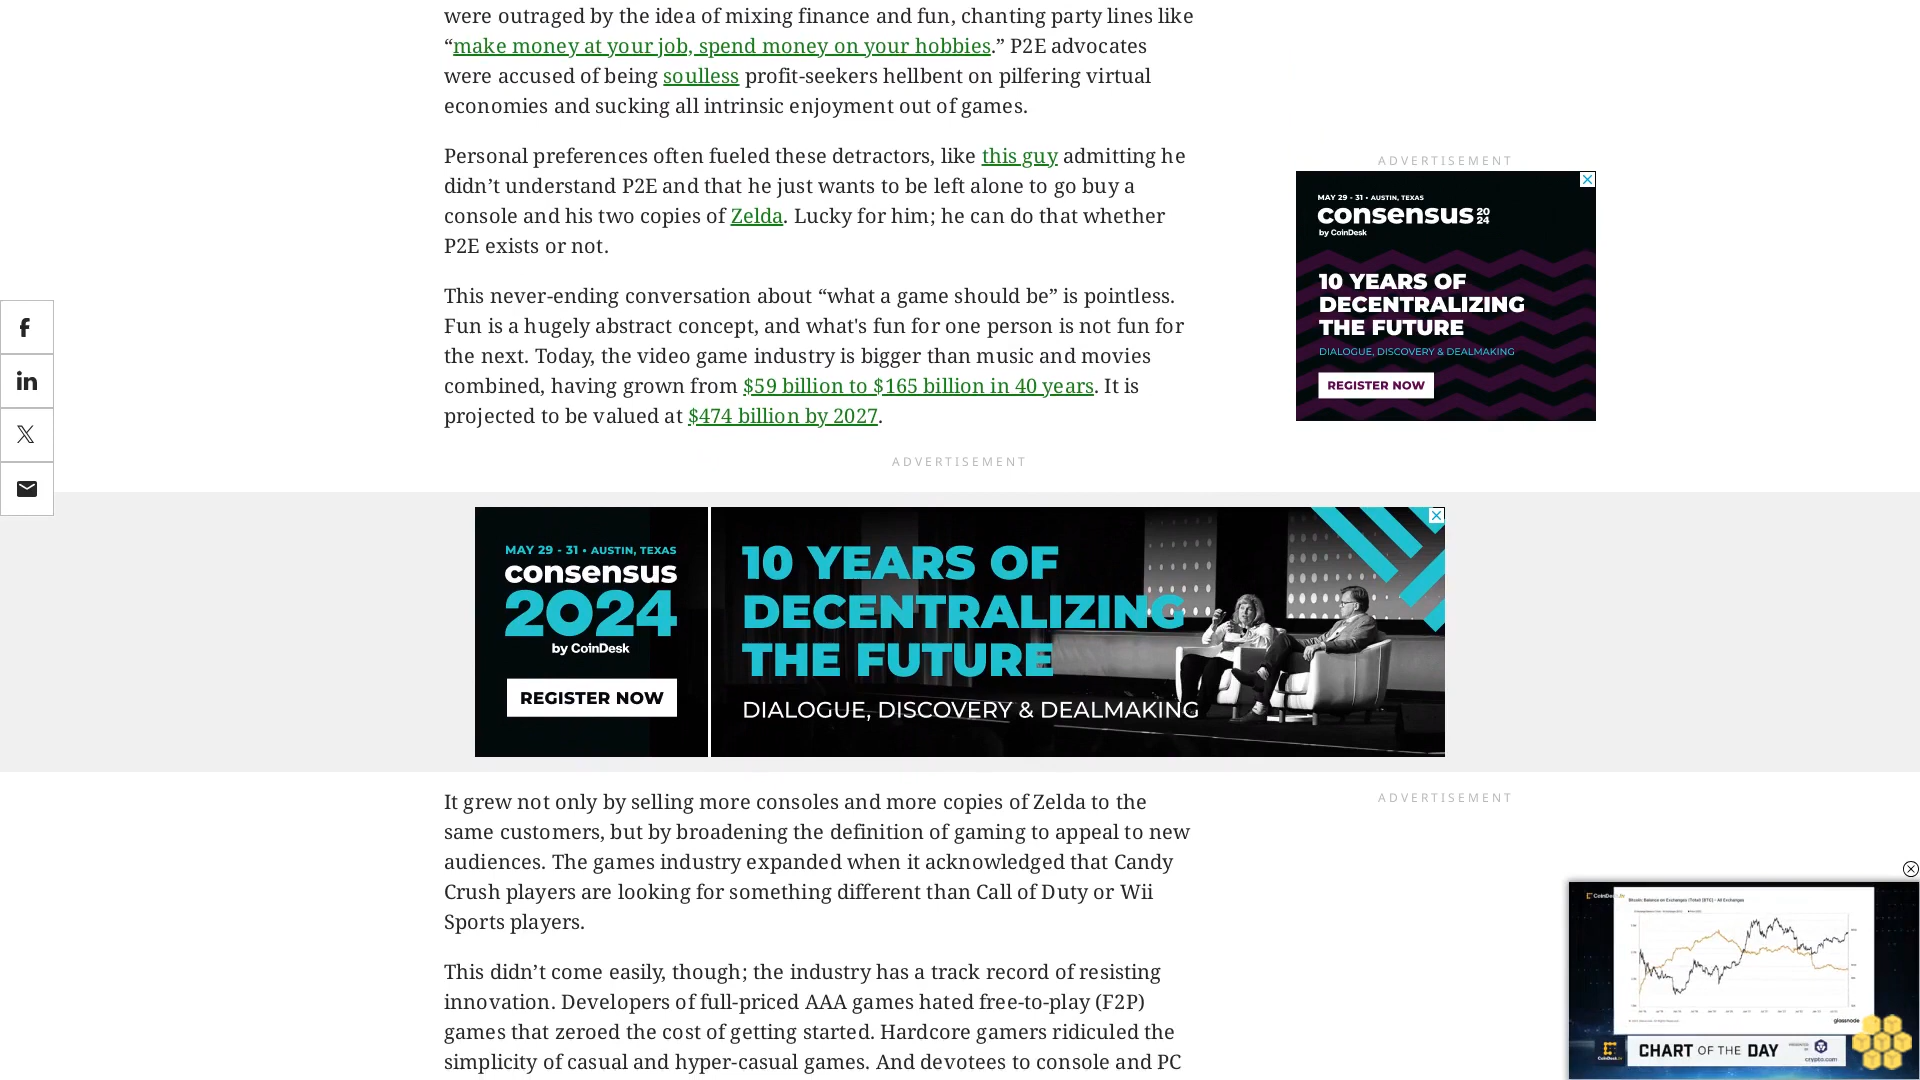 were outraged by the idea of mixing finance and fun, chanting party lines like
“make money at your job, spend money on your hobbies.” P2E advocates
were accused of being soulless profit-seekers hellbent on pilfering virtual
economies and sucking all intrinsic enjoyment out of games.
Personal preferences often fueled these detractors, like this guy admitting he
didn’t understand P2E and that he just wants to be left alone to go buy a
console and his two copies of Zelda. Lucky for him; he can do that whether
P2E exists or not.
This never-ending conversation about “what a game should be” is pointless.
Fun is a hugely abstract concept, and what's fun for one person is not fun for
the next. Today, the video game industry is bigger than music and movies
combined, having grown from $59 billion to $165 billion in 40 years. It is
projected to be valued at $474 billion by 2027.
ADVERTISEMENT
MAY 29 - 31 • AUSTIN, TEXAS
consensus 2024
by CoinDesk
10 YEARS OF
DECENTRALIZING
THE FUTURE
DIALOGUE, DISCOVERY & DEALMAKING
REGISTER NOW
ADVERTISEMENT
MAY 29 - 31 • AUSTIN, TEXAS
consensus
2024
by CoinDesk
REGISTER NOW
10 YEARS OF
DECENTRALIZING
THE FUTURE
DIALOGUE, DISCOVERY & DEALMAKING
It grew not only by selling more consoles and more copies of Zelda to the
same customers, but by broadening the definition of gaming to appeal to new
audiences. The games industry expanded when it acknowledged that Candy
Crush players are looking for something different than Call of Duty or Wii
Sports players.
This didn’t come easily, though; the industry has a track record of resisting
innovation. Developers of full-priced AAA games hated free-to-play (F2P)
games that zeroed the cost of getting started. Hardcore gamers ridiculed the
simplicity of casual and hyper-casual games. And devotees to console and PC
ADVERTISEMENT
Bitcoin: Balance on Exchanges (Total) [BTC] - All Exchanges
glassnode
CHART OF THE DAY
crypto.com